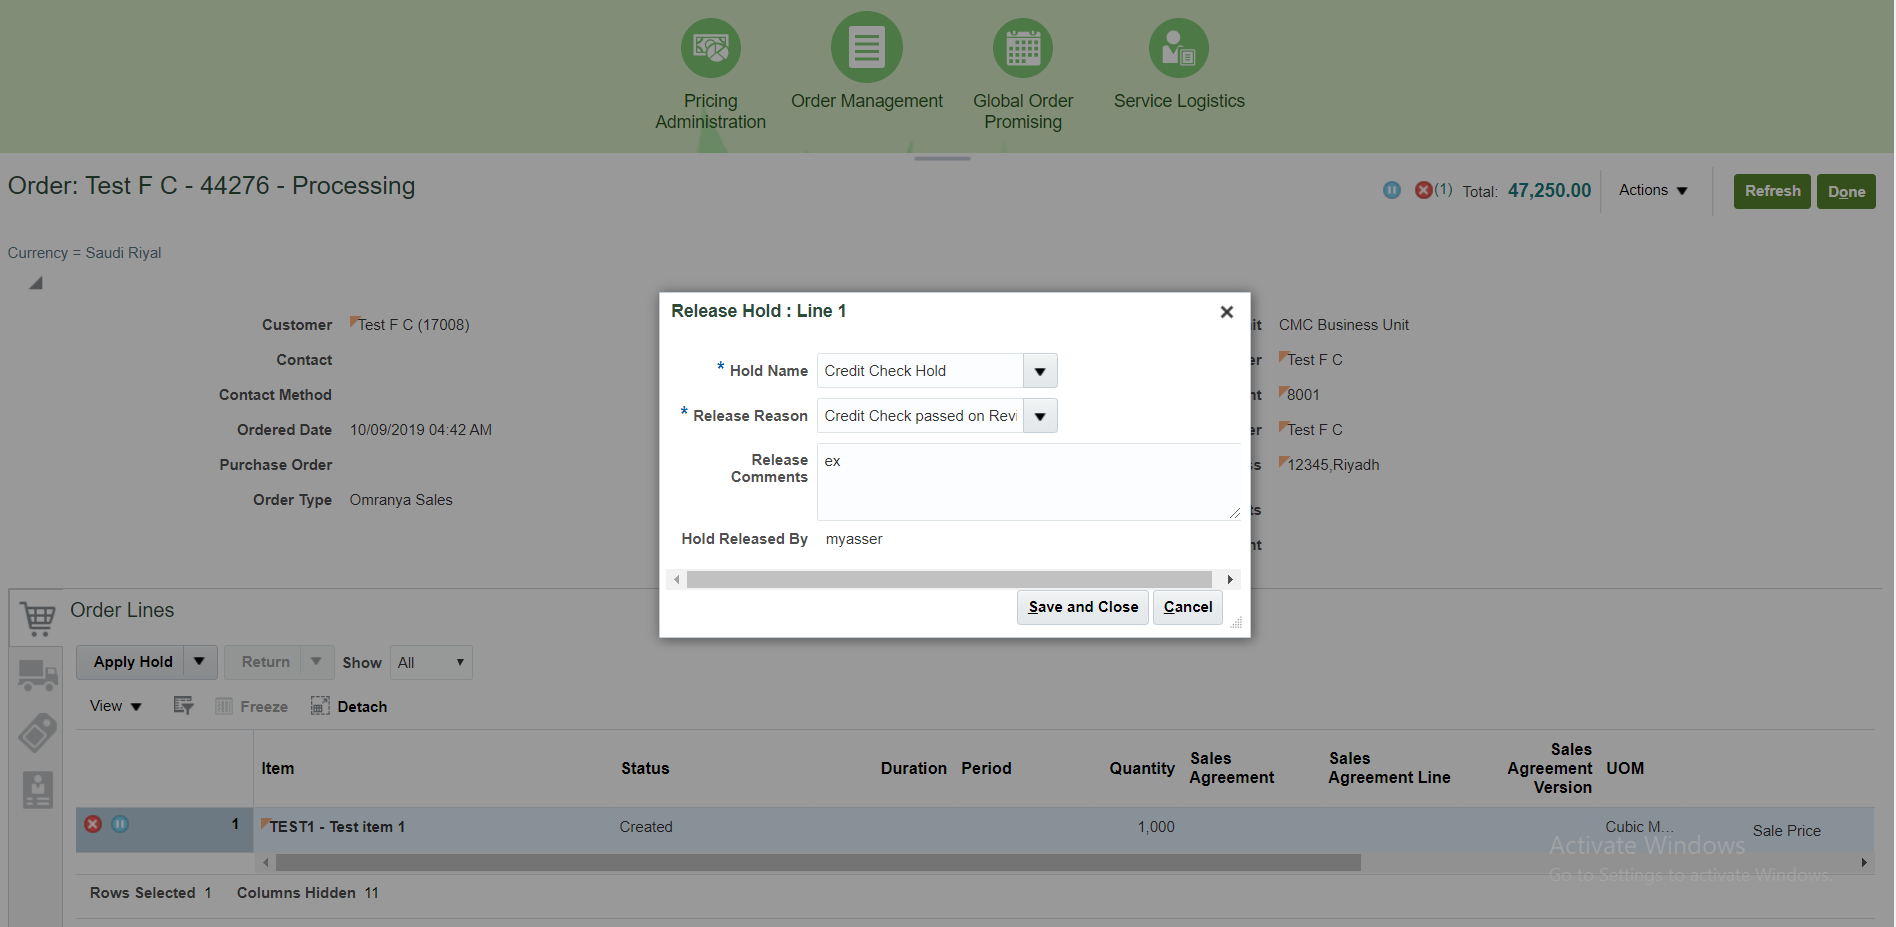 Pricing
Administration
Order Management
Global Order
Promising
Service Logistics
Order: Test F C - 44276 - Processing
(1) Total: 47,250.00
Actions
Refresh
Done
Currency = Saudi Riyal
Customer Test F C (17008)
Contact
Contact Method
Ordered Date 10/09/2019 04:42 AM
Purchase Order
Order Type Omranya Sales
Release Hold : Line 1
* Hold Name Credit Check Hold
* Release Reason Credit Check passed on Revi
Release
Comments
ex
Hold Released By myasser
Save and Close
Cancel
it CMC Business Unit
er Test F C
nt 8001
er Test F C
ss 12345,Riyadh
ts
nt
Order Lines
Apply Hold
Return
Show All
View
Freeze
Detach
Item
Status
Duration
Period
Quantity
Sales
Agreement
Sales
Agreement Line
Sales
Agreement
Version
UOM
1 TEST1 - Test item 1 Created 1,000 Cubic M... Sale Price
Activate Windows
Go to Settings to activate Windows.
Rows Selected 1 Columns Hidden 11